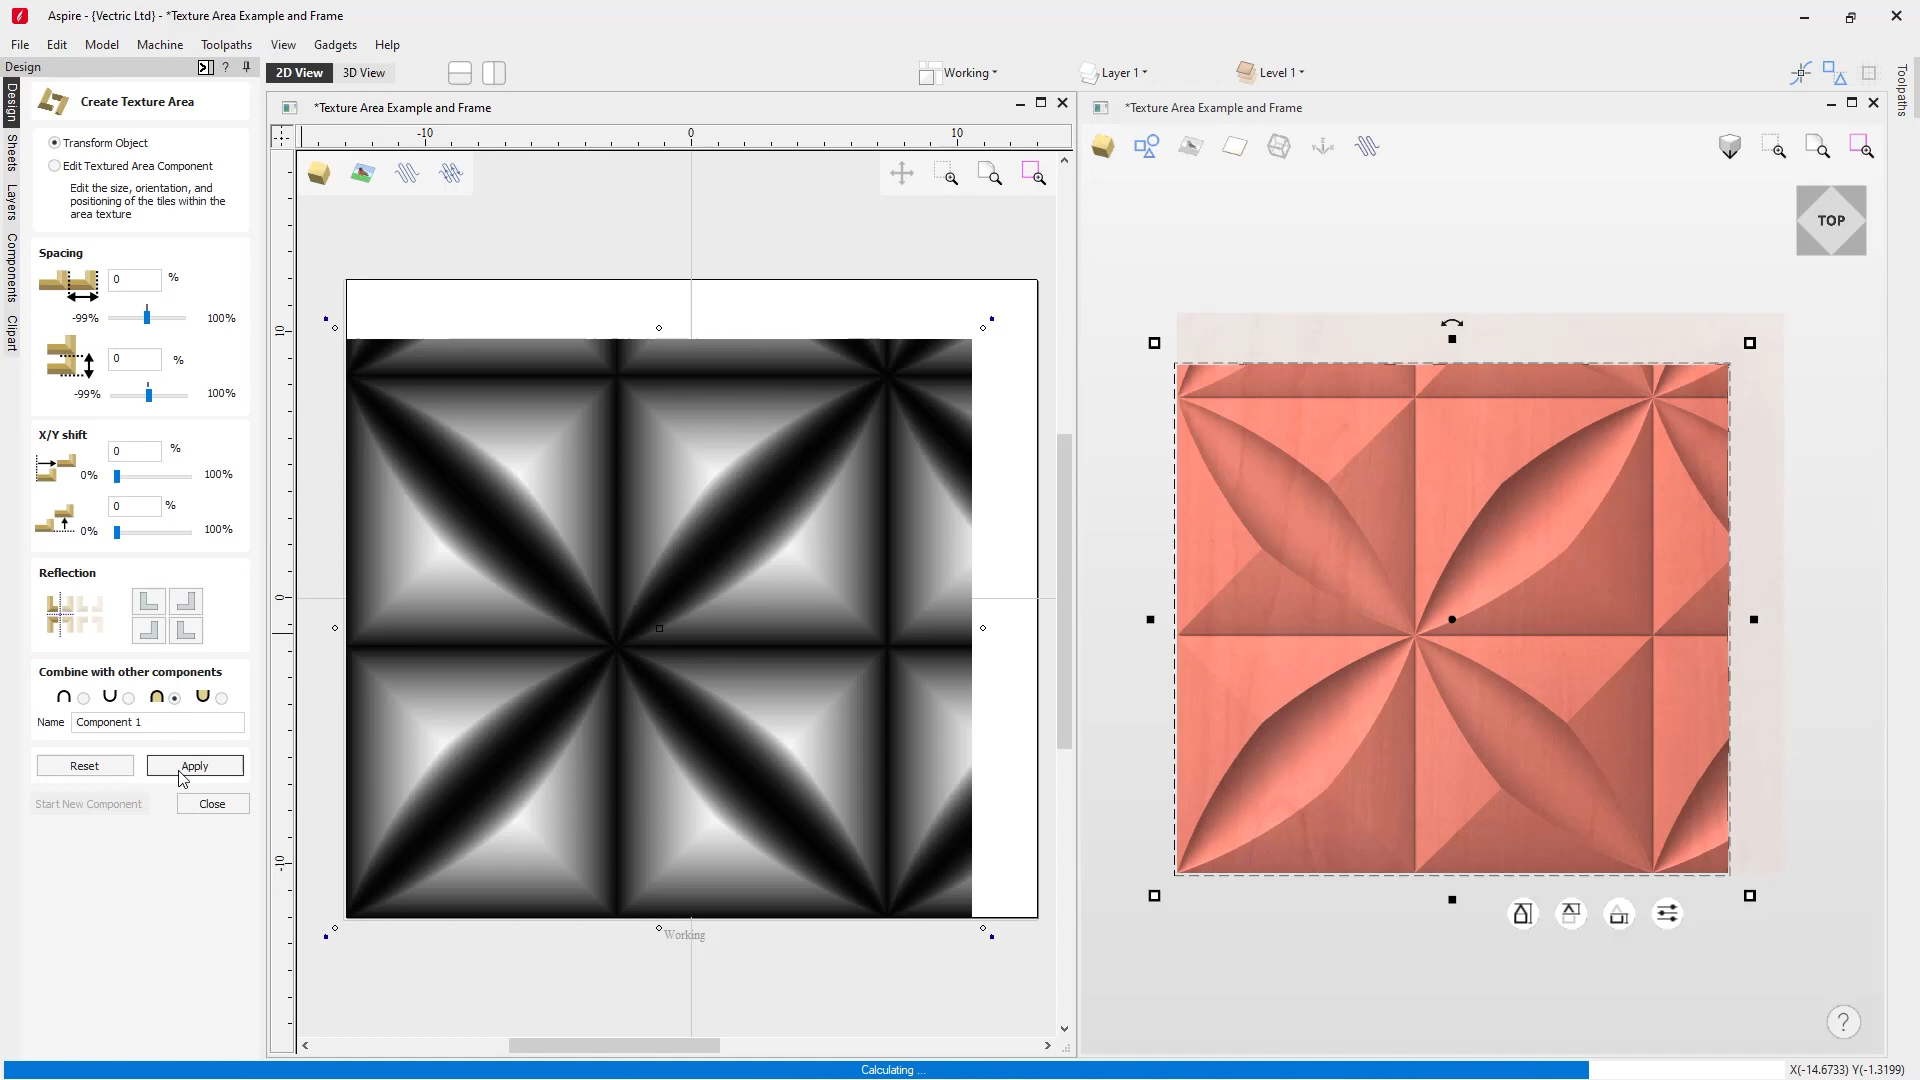 Aspire - {Vectric Ltd} - *Texture Area Example and Frame
File Edit Model Machine Toolpaths View Gadgets Help
Design ?
2D View 3D View Working Layer 1 Level 1
Design
Sheets
Layers
Components
Clipart
Toolpaths
Create Texture Area
Transform Object
Edit Textured Area Component
Edit the size, orientation, and
positioning of the tiles within the
area texture
Spacing
0 %
-99% 100%
0 %
-99% 100%
X/Y shift
0 %
0% 100%
0 %
0% 100%
Reflection
Combine with other components
Name Component 1
Reset Apply
Start New Component Close
*Texture Area Example and Frame
-10 0 10
10
0
-10
Working
*Texture Area Example and Frame
TOP
?
Calculating ...
X(-14.6733) Y(-1.3199)